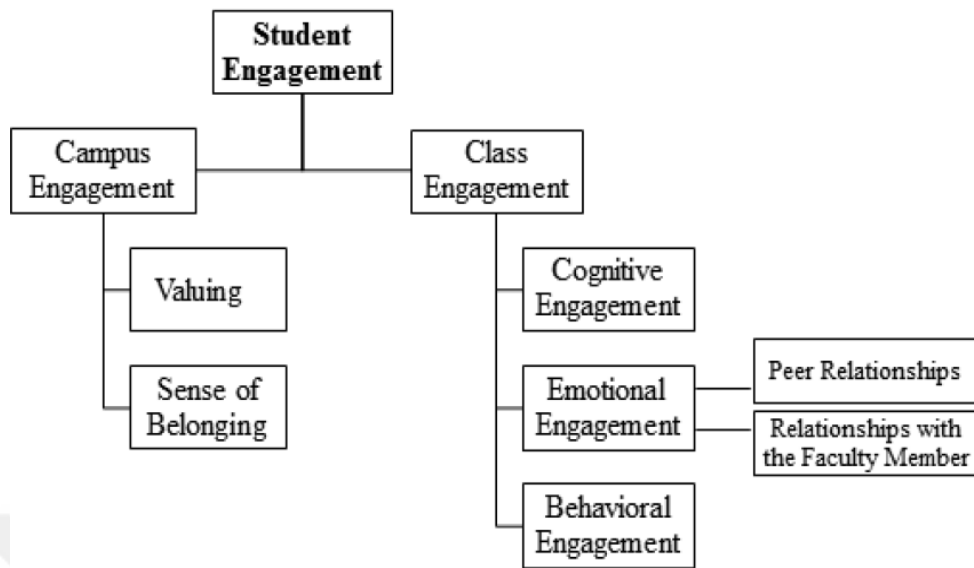 Student
Engagement
Campus
Engagement
Class
Engagement
Valuing
Sense of
Belonging
Cognitive
Engagement
Emotional
Engagement
Peer Relationships
Relationships with
the Faculty Member
Behavioral
Engagement